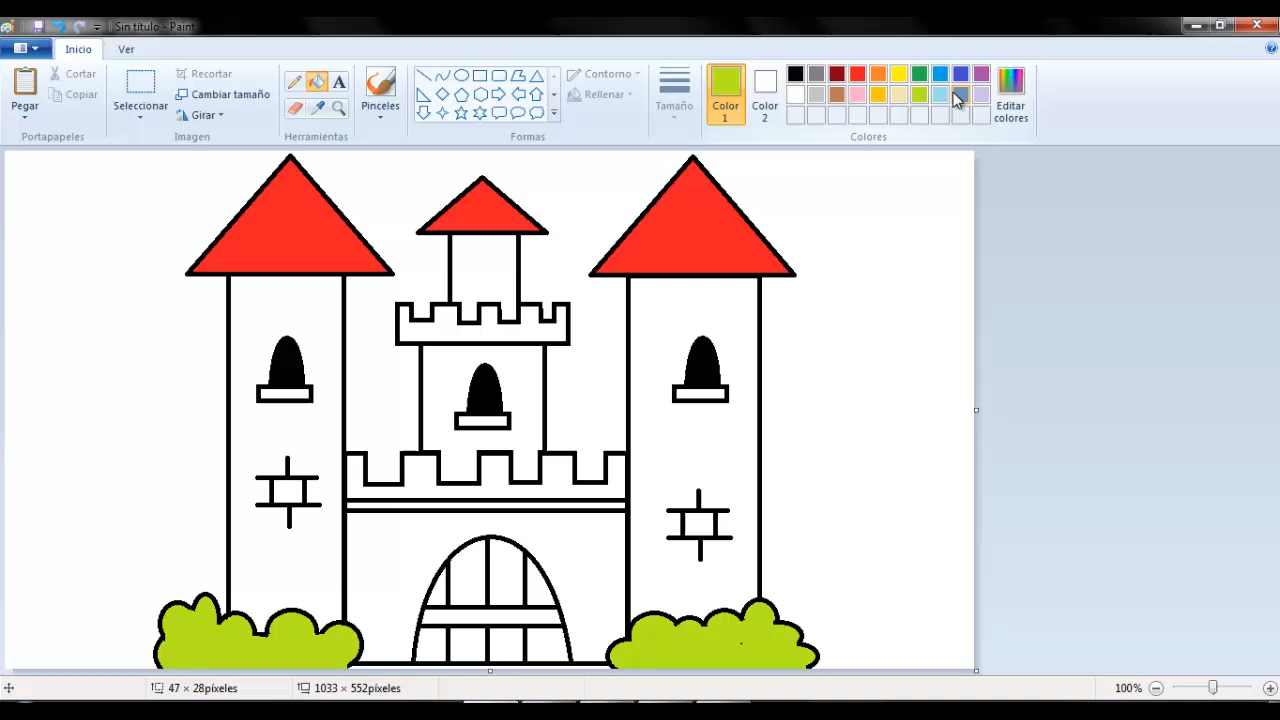 Sin título - Paint
Inicio Ver
Pegar
Cortar
Copiar
Portapapeles
Seleccionar
Recortar
Cambiar tamaño
Girar
Imagen
A
Herramientas
Pinceles
Contorno
Rellenar
Formas
Tamaño
Color
1
Color
2
Colores
Editar
colores
47 × 28píxeles
1033 × 552píxeles
100%